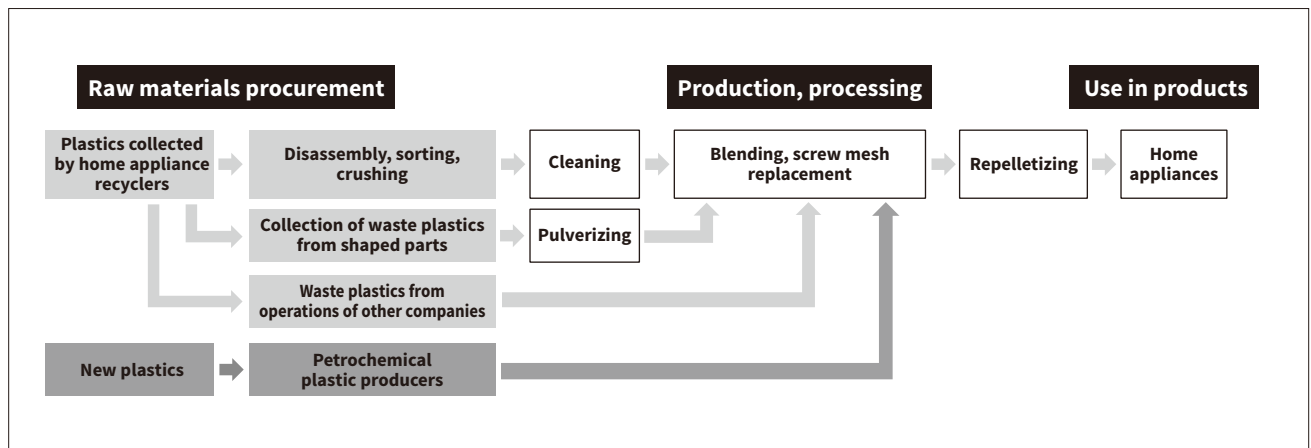 Raw materials procurement
Production, processing
Use in products
Plastics collected
by home appliance
recyclers
Disassembly, sorting,
crushing
Cleaning
Blending, screw mesh
replacement
Repelletizing
Home
appliances
Collection of waste plastics
from shaped parts
Pulverizing
Waste plastics from
operations of other companies
New plastics
Petrochemical
plastic producers